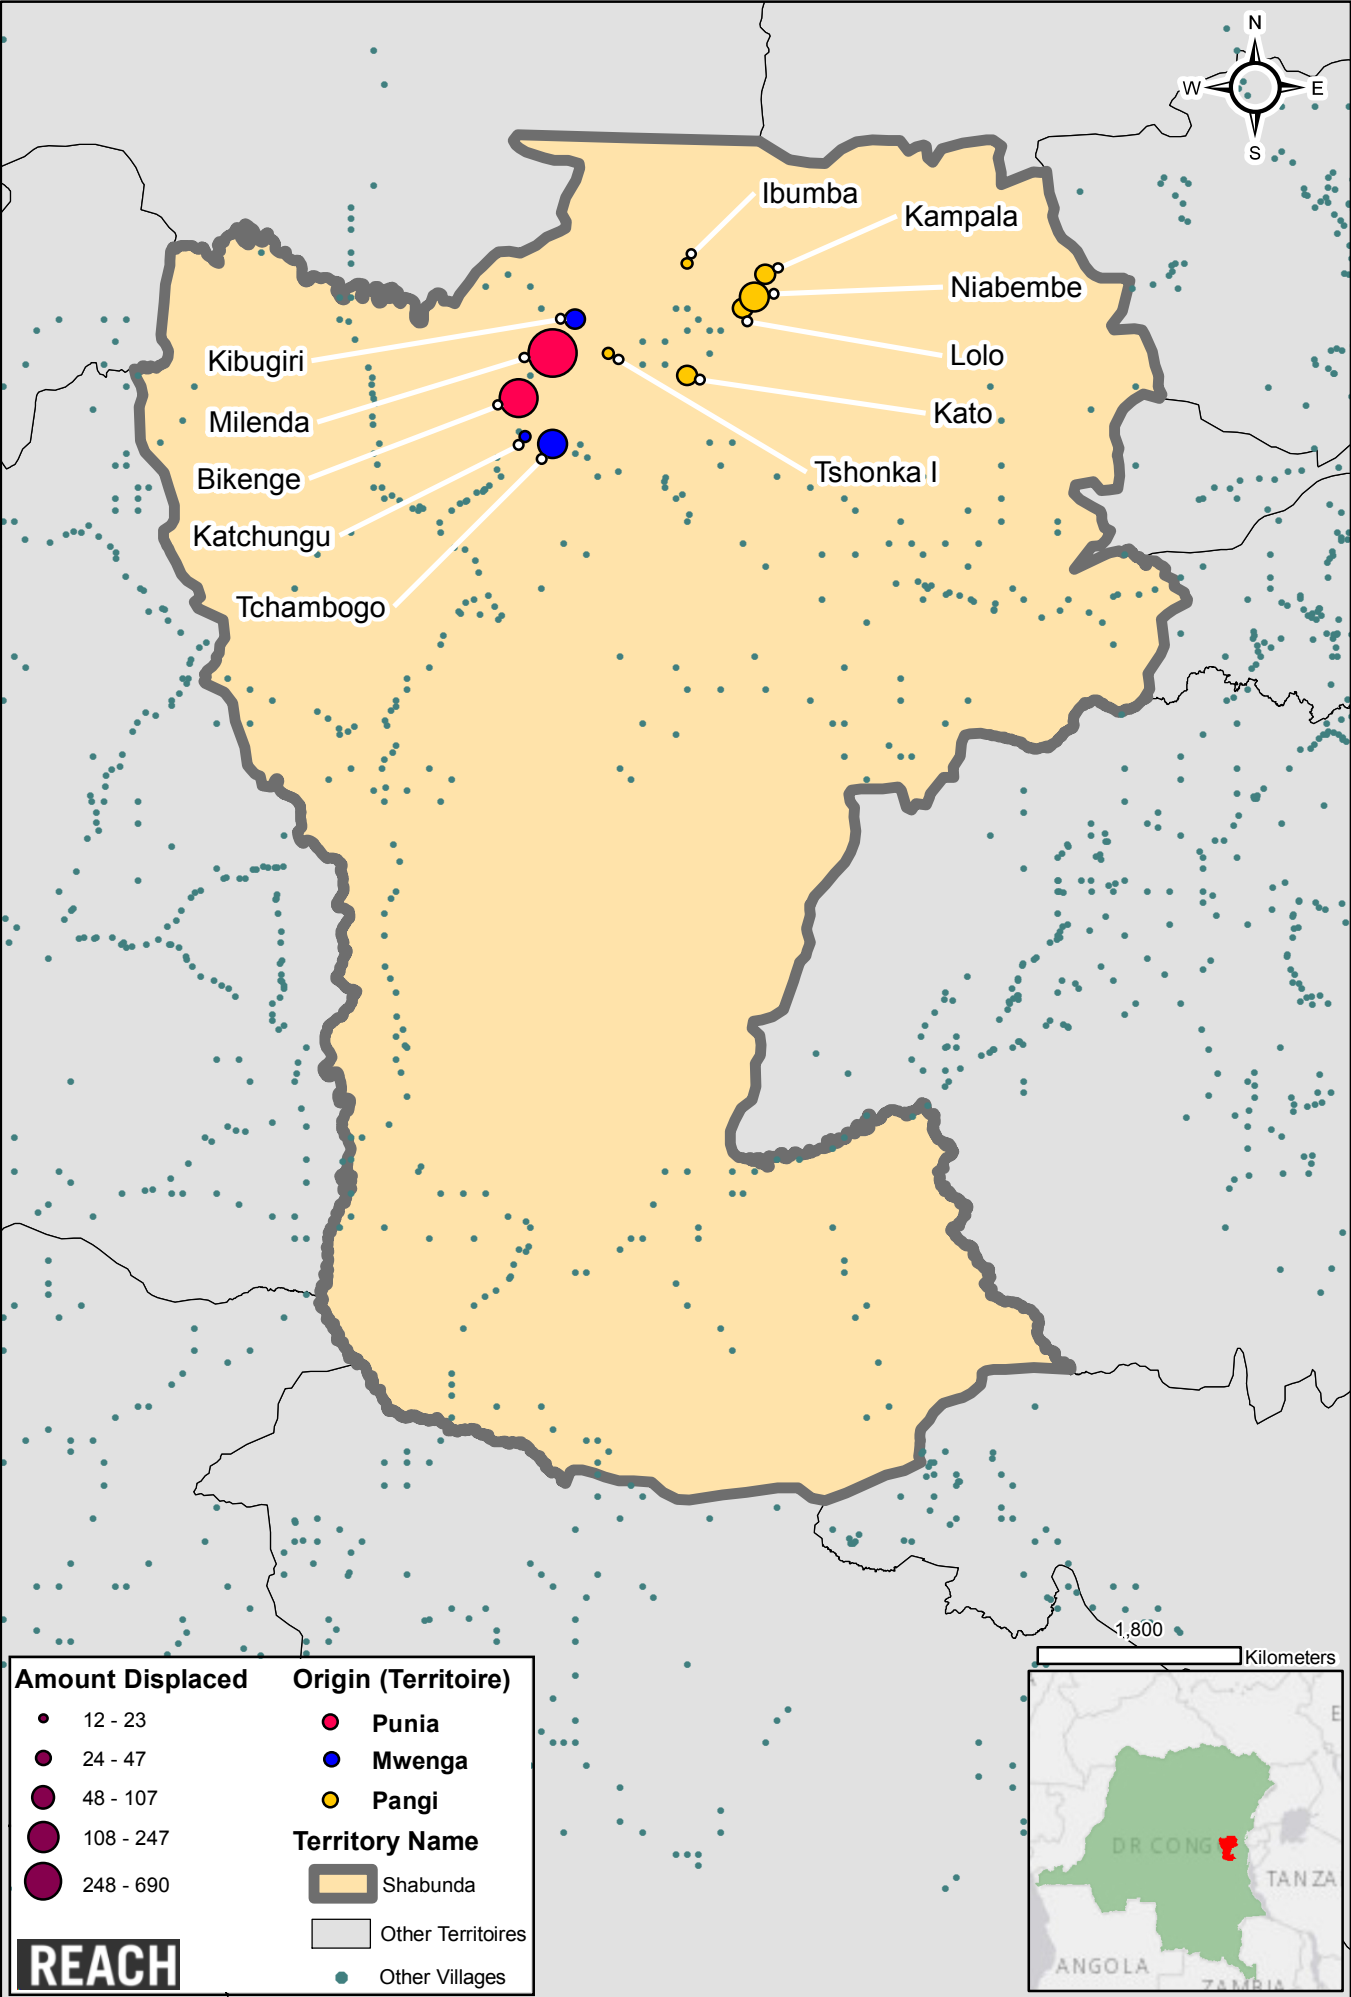 N
W E
S
Ibumba
Kampala
Niabembe
Lolo
Kato
Tshonka I
Kibugiri
Milenda
Bikenge
Katchungu
Tchambogo
1,800
Kilometers
Amount Displaced
12 - 23
24 - 47
48 - 107
108 - 247
248 - 690
REACH
Origin (Territoire)
Punia
Mwenga
Pangi
Territory Name
Shabunda
Other Territoires
Other Villages
E
DR CONG
TANZA
ANGOLA
ZAMBIA